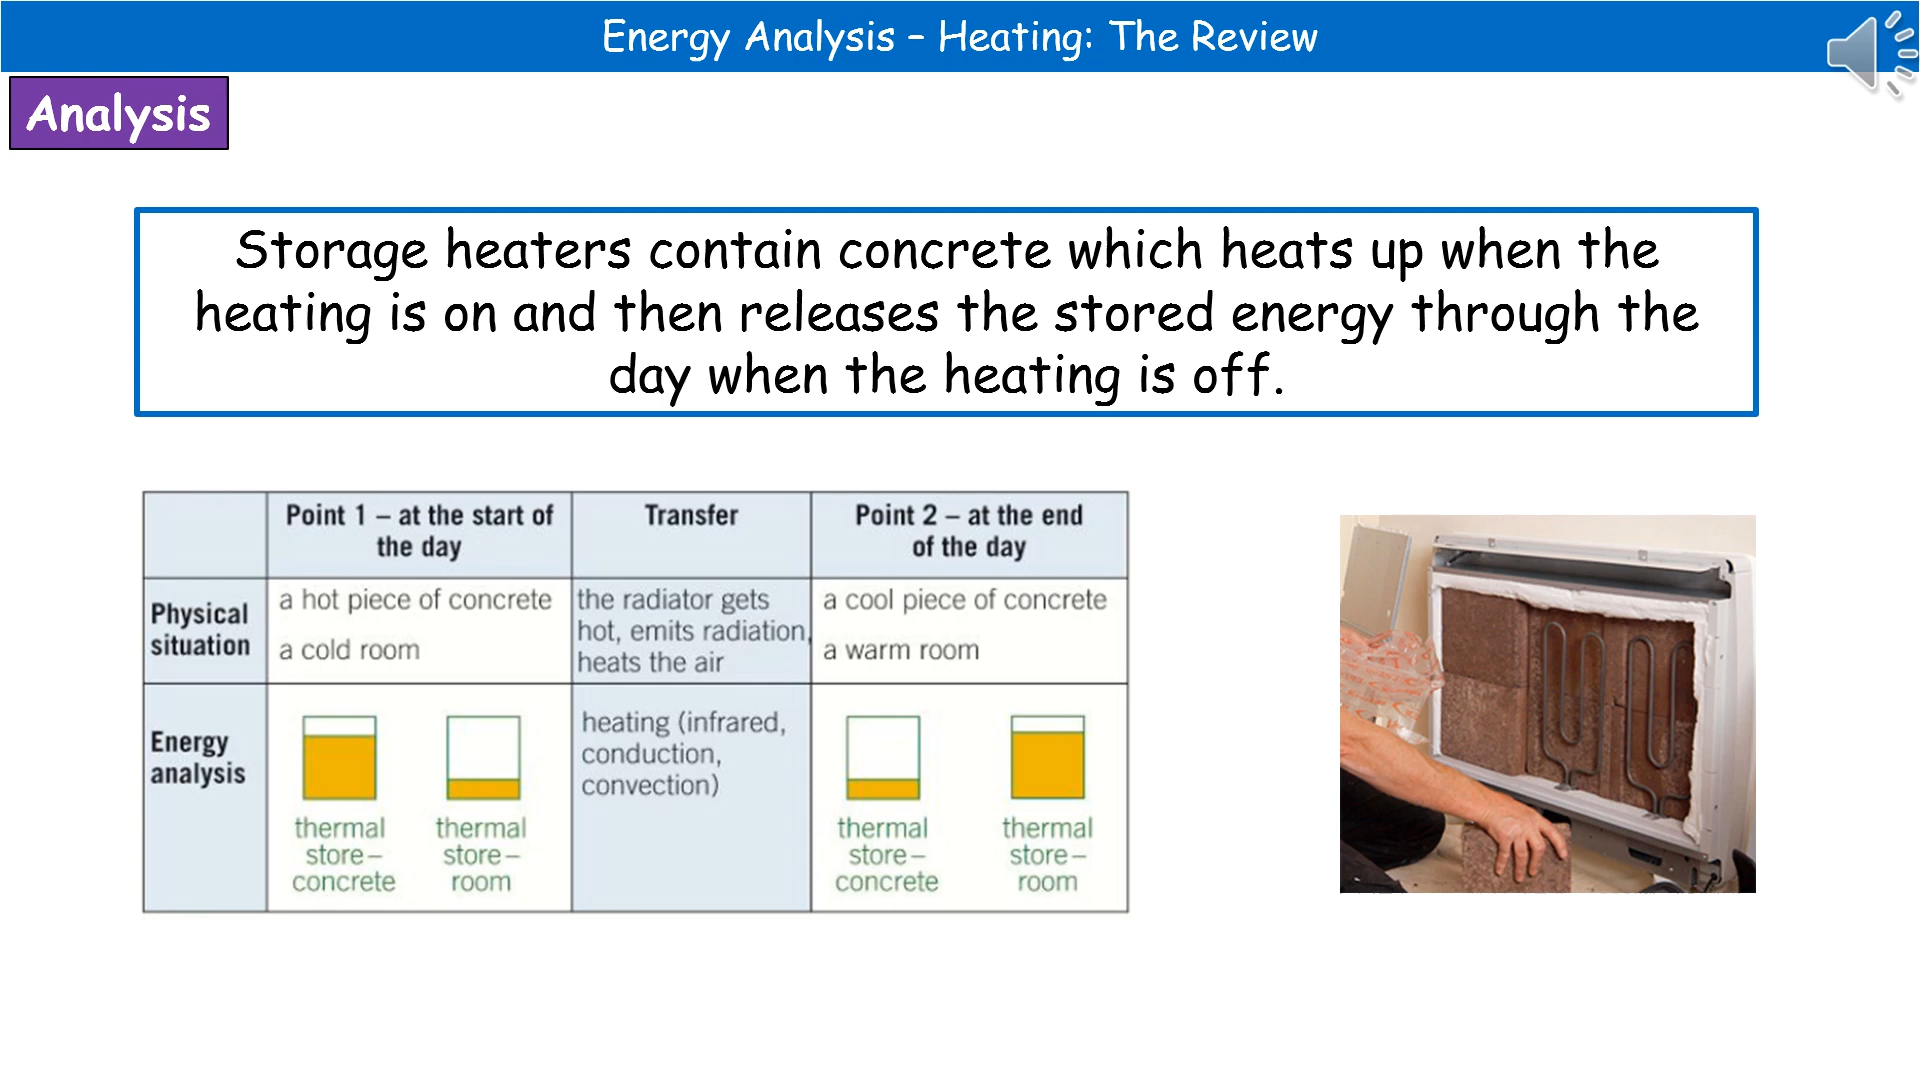 Energy Analysis – Heating: The Review
Analysis
Storage heaters contain concrete which heats up when the
heating is on and then releases the stored energy through the
day when the heating is off.
Point 1 – at the start of
the day
Transfer
Point 2 – at the end
of the day
Physical
situation
a hot piece of concrete
a cold room
the radiator gets
hot, emits radiation,
heats the air
a cool piece of concrete
a warm room
Energy
analysis
thermal
store –
concrete
thermal
store –
room
heating (infrared,
conduction,
convection)
thermal
store –
concrete
thermal
store –
room